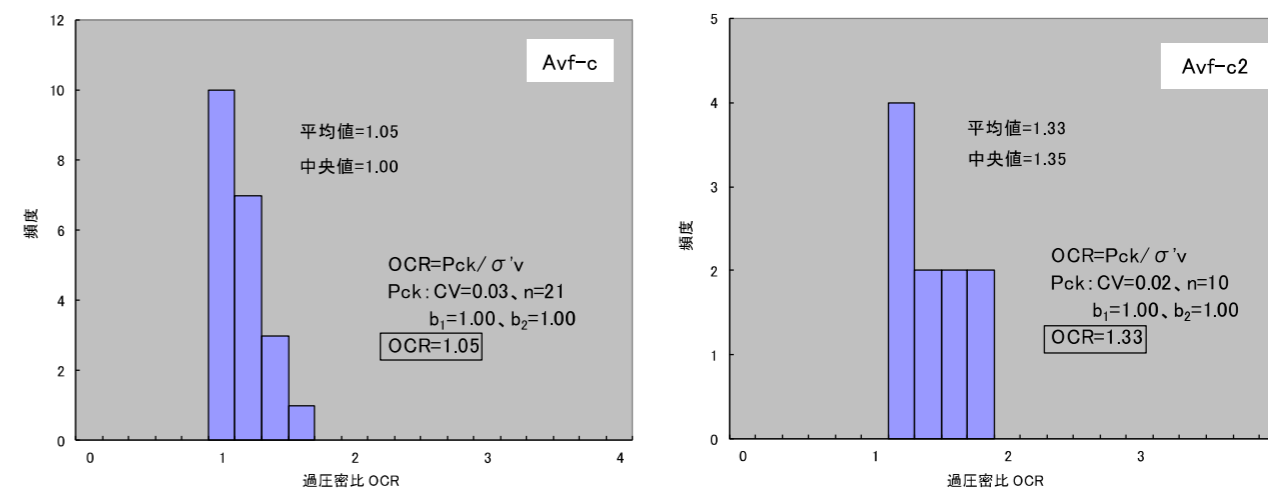 Avf-c
平均値=1.05
中央値=1.00
OCR=Pck/σ'v
Pck:CV=0.03、n=21
b₁=1.00、b₂=1.00
OCR=1.05
頻度
12
10
8
6
4
2
0
0 1 2 3 4
過圧密比 OCR
Avf-c2
平均値=1.33
中央値=1.35
OCR=Pck/σ'v
Pck:CV=0.02、n=10
b₁=1.00、b₂=1.00
OCR=1.33
頻度
5
4
3
2
1
0
0 1 2 3
過圧密比 OCR